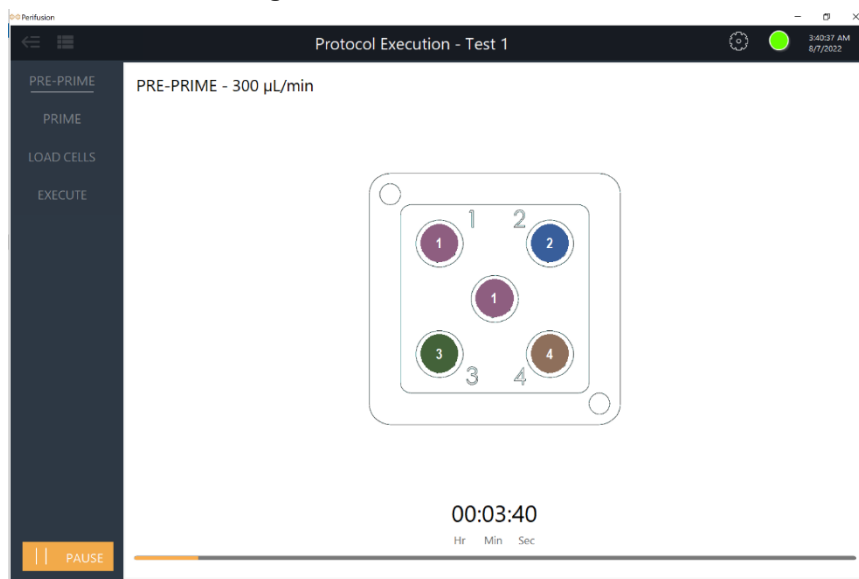 Perifusion
Protocol Execution - Test 1
3:40:37 AM
8/7/2022
PRE-PRIME
PRIME
LOAD CELLS
EXECUTE
PRE-PRIME - 300 µL/min
1 2
1 2
1
3 4
3 4
00:03:40
Hr Min Sec
PAUSE